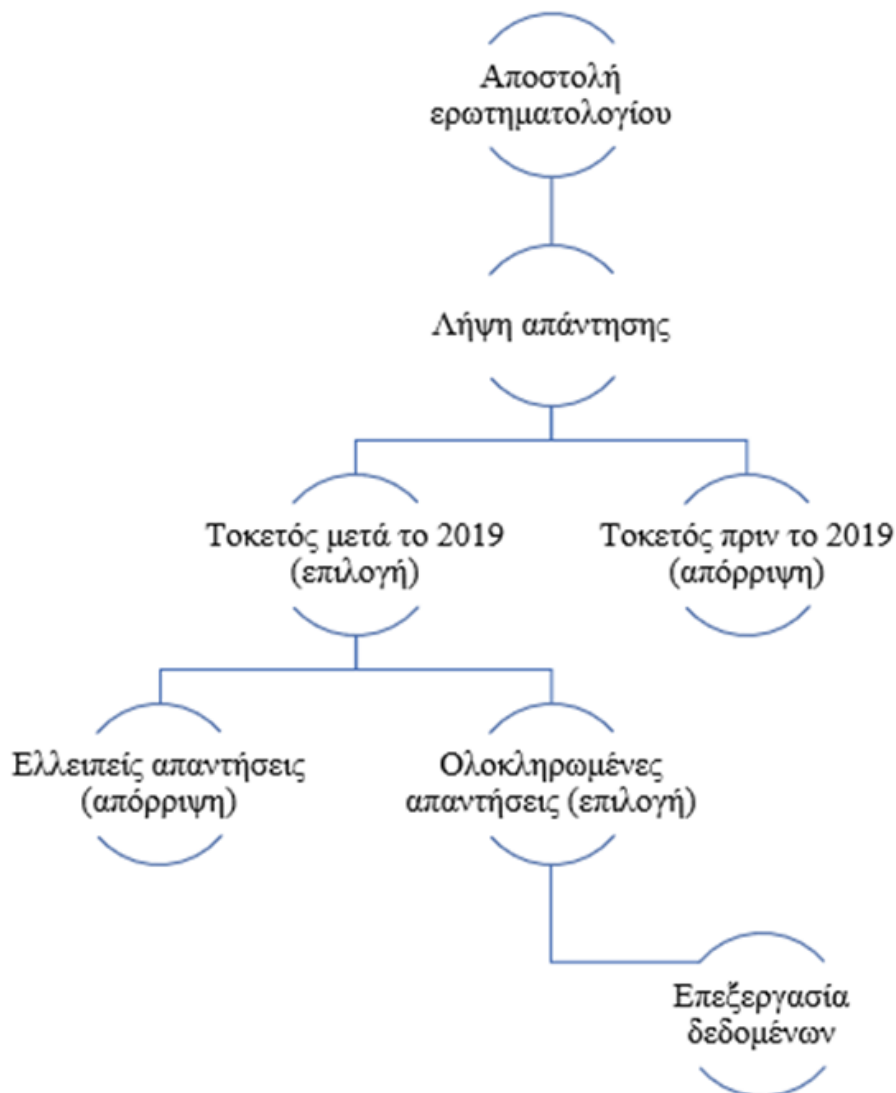 Αποστολή
ερωτηματολογίου
Λήψη απάντησης
Τοκετός μετά το 2019
(επιλογή)
Τοκετός πριν το 2019
(απόρριψη)
Ελλειπείς απαντήσεις
(απόρριψη)
Ολοκληρωμένες
απαντήσεις (επιλογή)
Επεξεργασία
δεδομένων